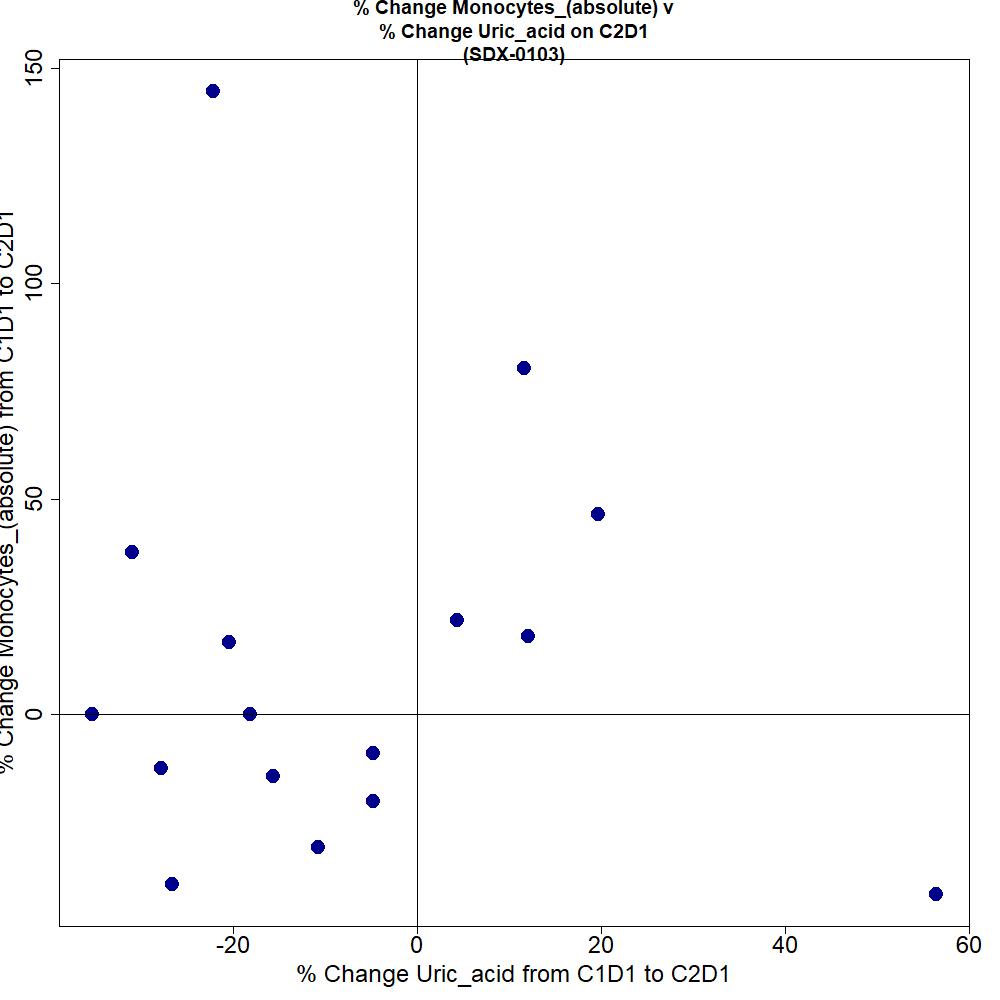 % Change Monocytes_(absolute) v
% Change Uric_acid on C2D1
(SDX-0103)
% Change Monocytes_(absolute) from C1D1 to C2D1
150
100
50
0
-20
0
20
40
60
% Change Uric_acid from C1D1 to C2D1